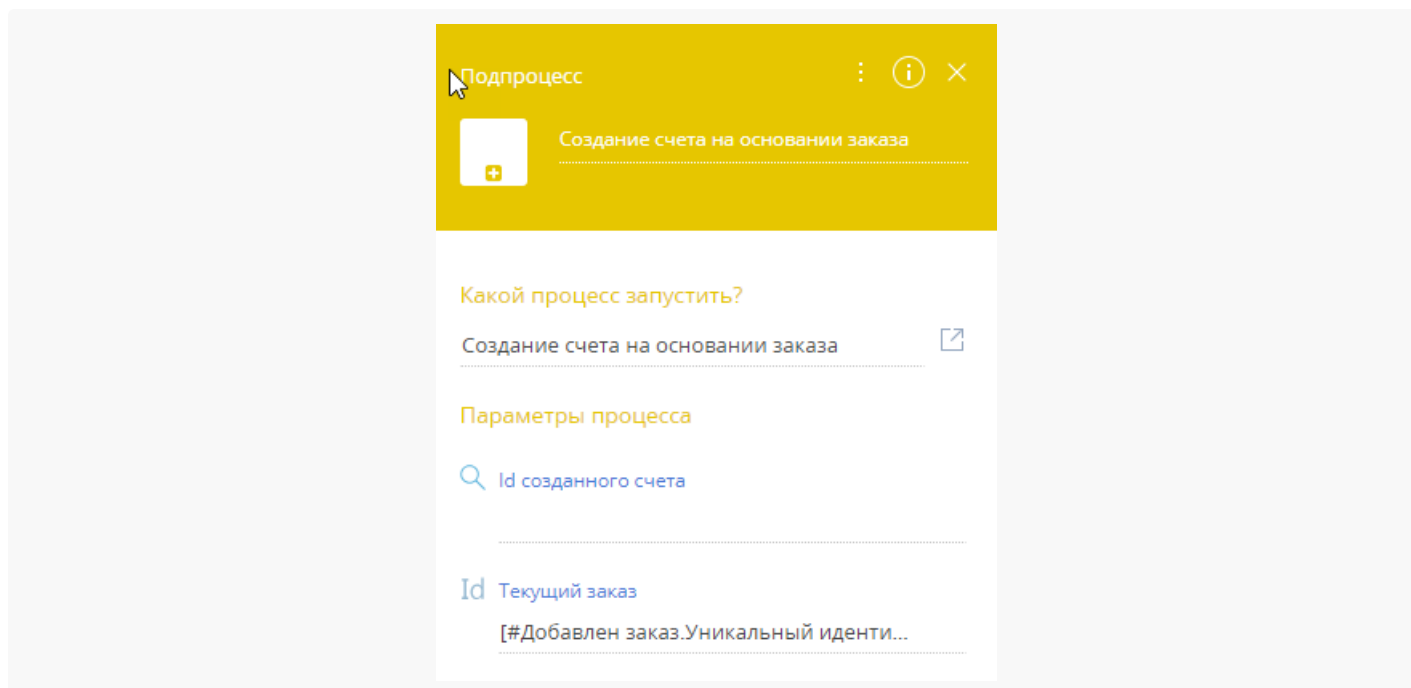 Подпроцесс
Создание счета на основании заказа
Какой процесс запустить?
Создание счета на основании заказа
Параметры процесса
Id созданного счета
Id Текущий заказ
[#Добавлен заказ.Уникальный иденти...